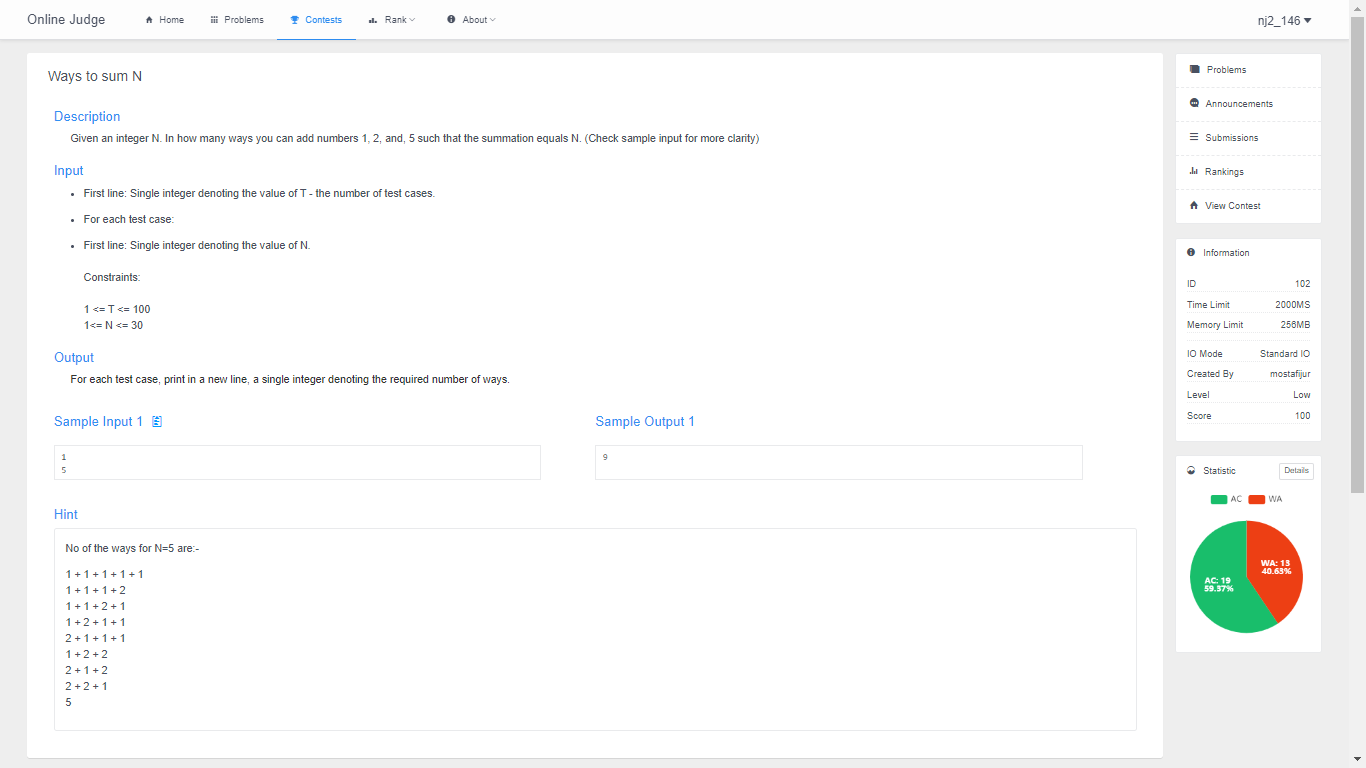 Online Judge Home Problems Contests Rank About nj2_146
Ways to sum N
Description
Given an integer N. In how many ways you can add numbers 1, 2, and, 5 such that the summation equals N. (Check sample input for more clarity)
Input
• First line: Single integer denoting the value of T - the number of test cases.
• For each test case:
• First line: Single integer denoting the value of N.
Constraints:
1 <= T <= 100
1<= N <= 30
Output
For each test case, print in a new line, a single integer denoting the required number of ways.
Sample Input 1
1
5
Sample Output 1
9
Hint
No of the ways for N=5 are:-
1 + 1 + 1 + 1 + 1
1 + 1 + 1 + 2
1 + 1 + 2 + 1
1 + 2 + 1 + 1
2 + 1 + 1 + 1
1 + 2 + 2
2 + 1 + 2
2 + 2 + 1
5
Problems
Announcements
Submissions
Rankings
View Contest
Information
ID 102
Time Limit 2000MS
Memory Limit 256MB
IO Mode Standard IO
Created By mostafijur
Level Low
Score 100
Statistic Details
AC WA
WA: 13
40.63%
AC: 19
59.37%